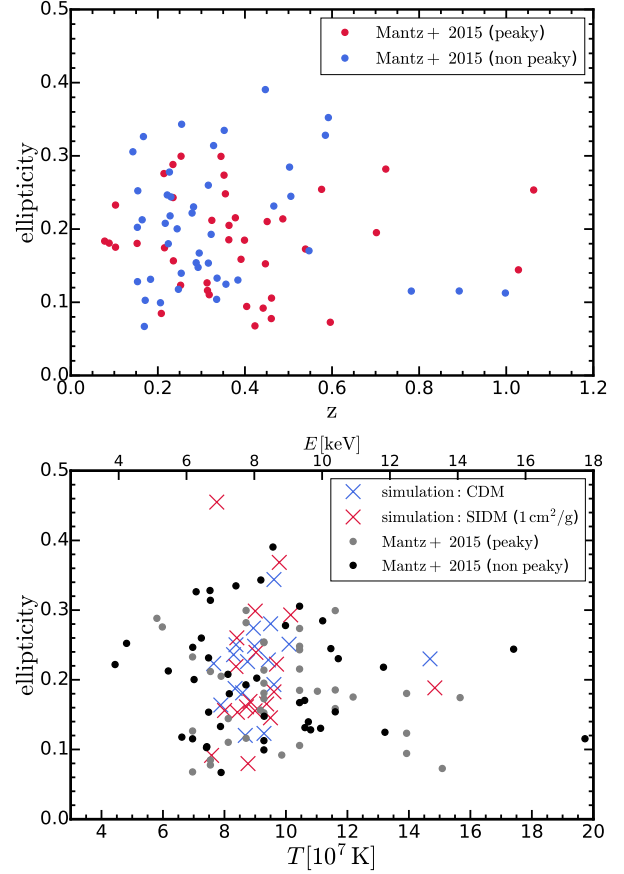 0.5
Mantz+ 2015 (peaky)
Mantz+ 2015 (non peaky)
0.4
0.3
ellipticity
0.2
0.1
0.0
0.0 0.2 0.4 0.6 0.8 1.0 1.2
z
E[keV]
4 6 8 10 12 14 16 18
0.5
simulation: CDM
simulation: SIDM (1 cm²/g)
Mantz+ 2015 (peaky)
Mantz+ 2015 (non peaky)
0.4
0.3
ellipticity
0.2
0.1
0.0
4 6 8 10 12 14 16 18 20
T[10⁷ K]